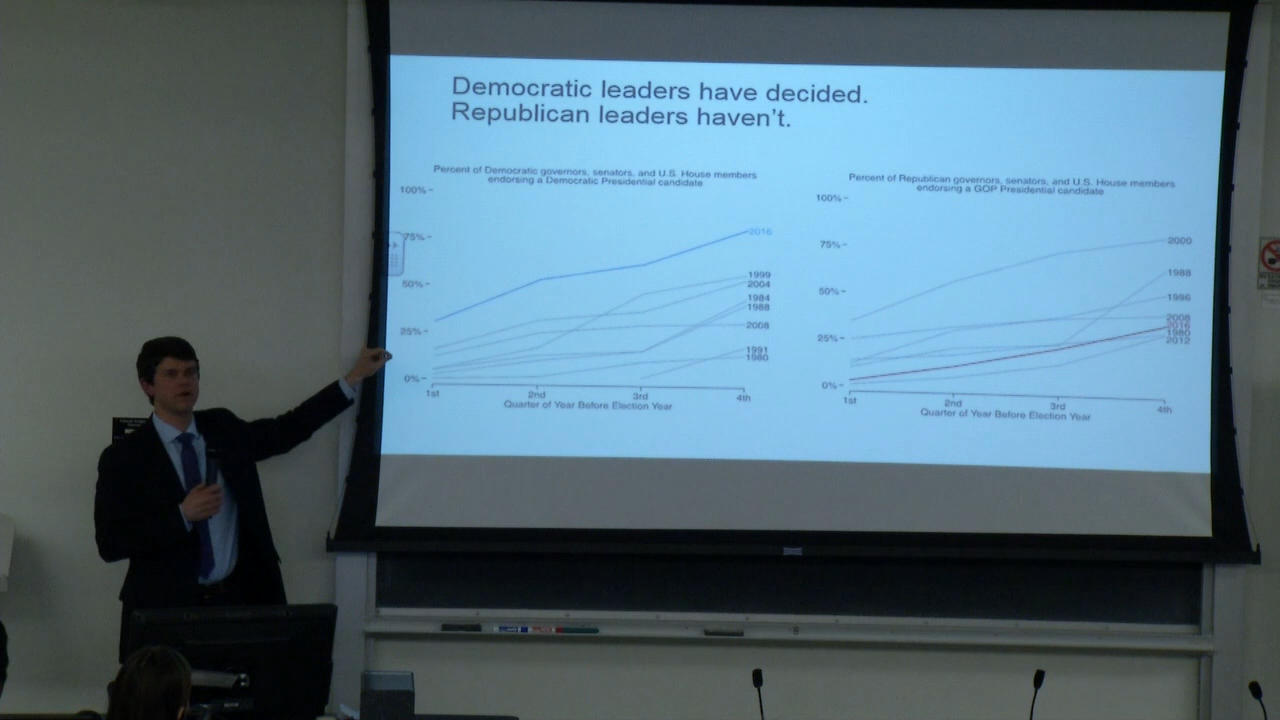 Democratic leaders have decided.
Republican leaders haven't.
Percent of Democratic governors, senators, and U.S. House members
endorsing a Democratic Presidential candidate
100%
75%
50%
25%
0%
2016
1999
2004
1984
1988
2008
1991
1980
1st
2nd
3rd
4th
Quarter of Year Before Election Year
Percent of Republican governors, senators, and U.S. House members
endorsing a GOP Presidential candidate
100%
75%
50%
25%
0%
2000
1988
1996
2008
2016
1980
2012
1st
2nd
3rd
4th
Quarter of Year Before Election Year